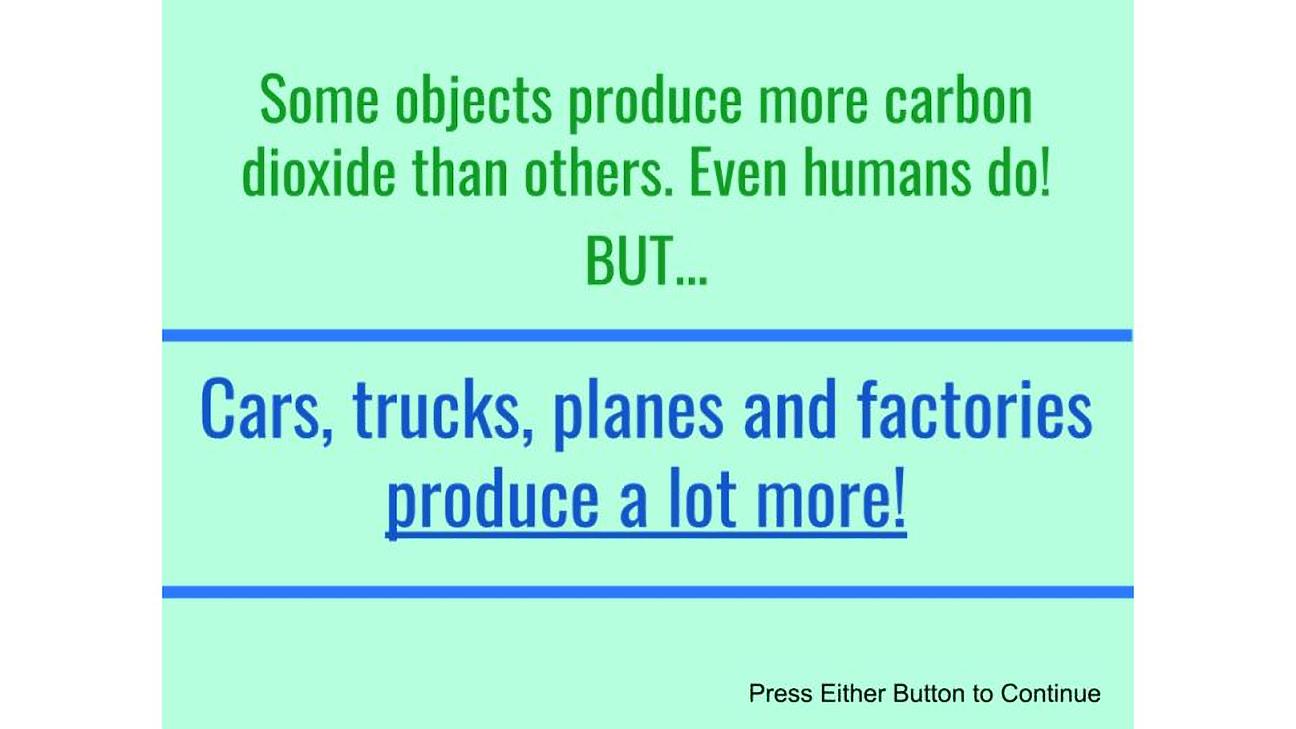 Some objects produce more carbon
dioxide than others. Even humans do!
BUT...
Cars, trucks, planes and factories
produce a lot more!
Press Either Button to Continue